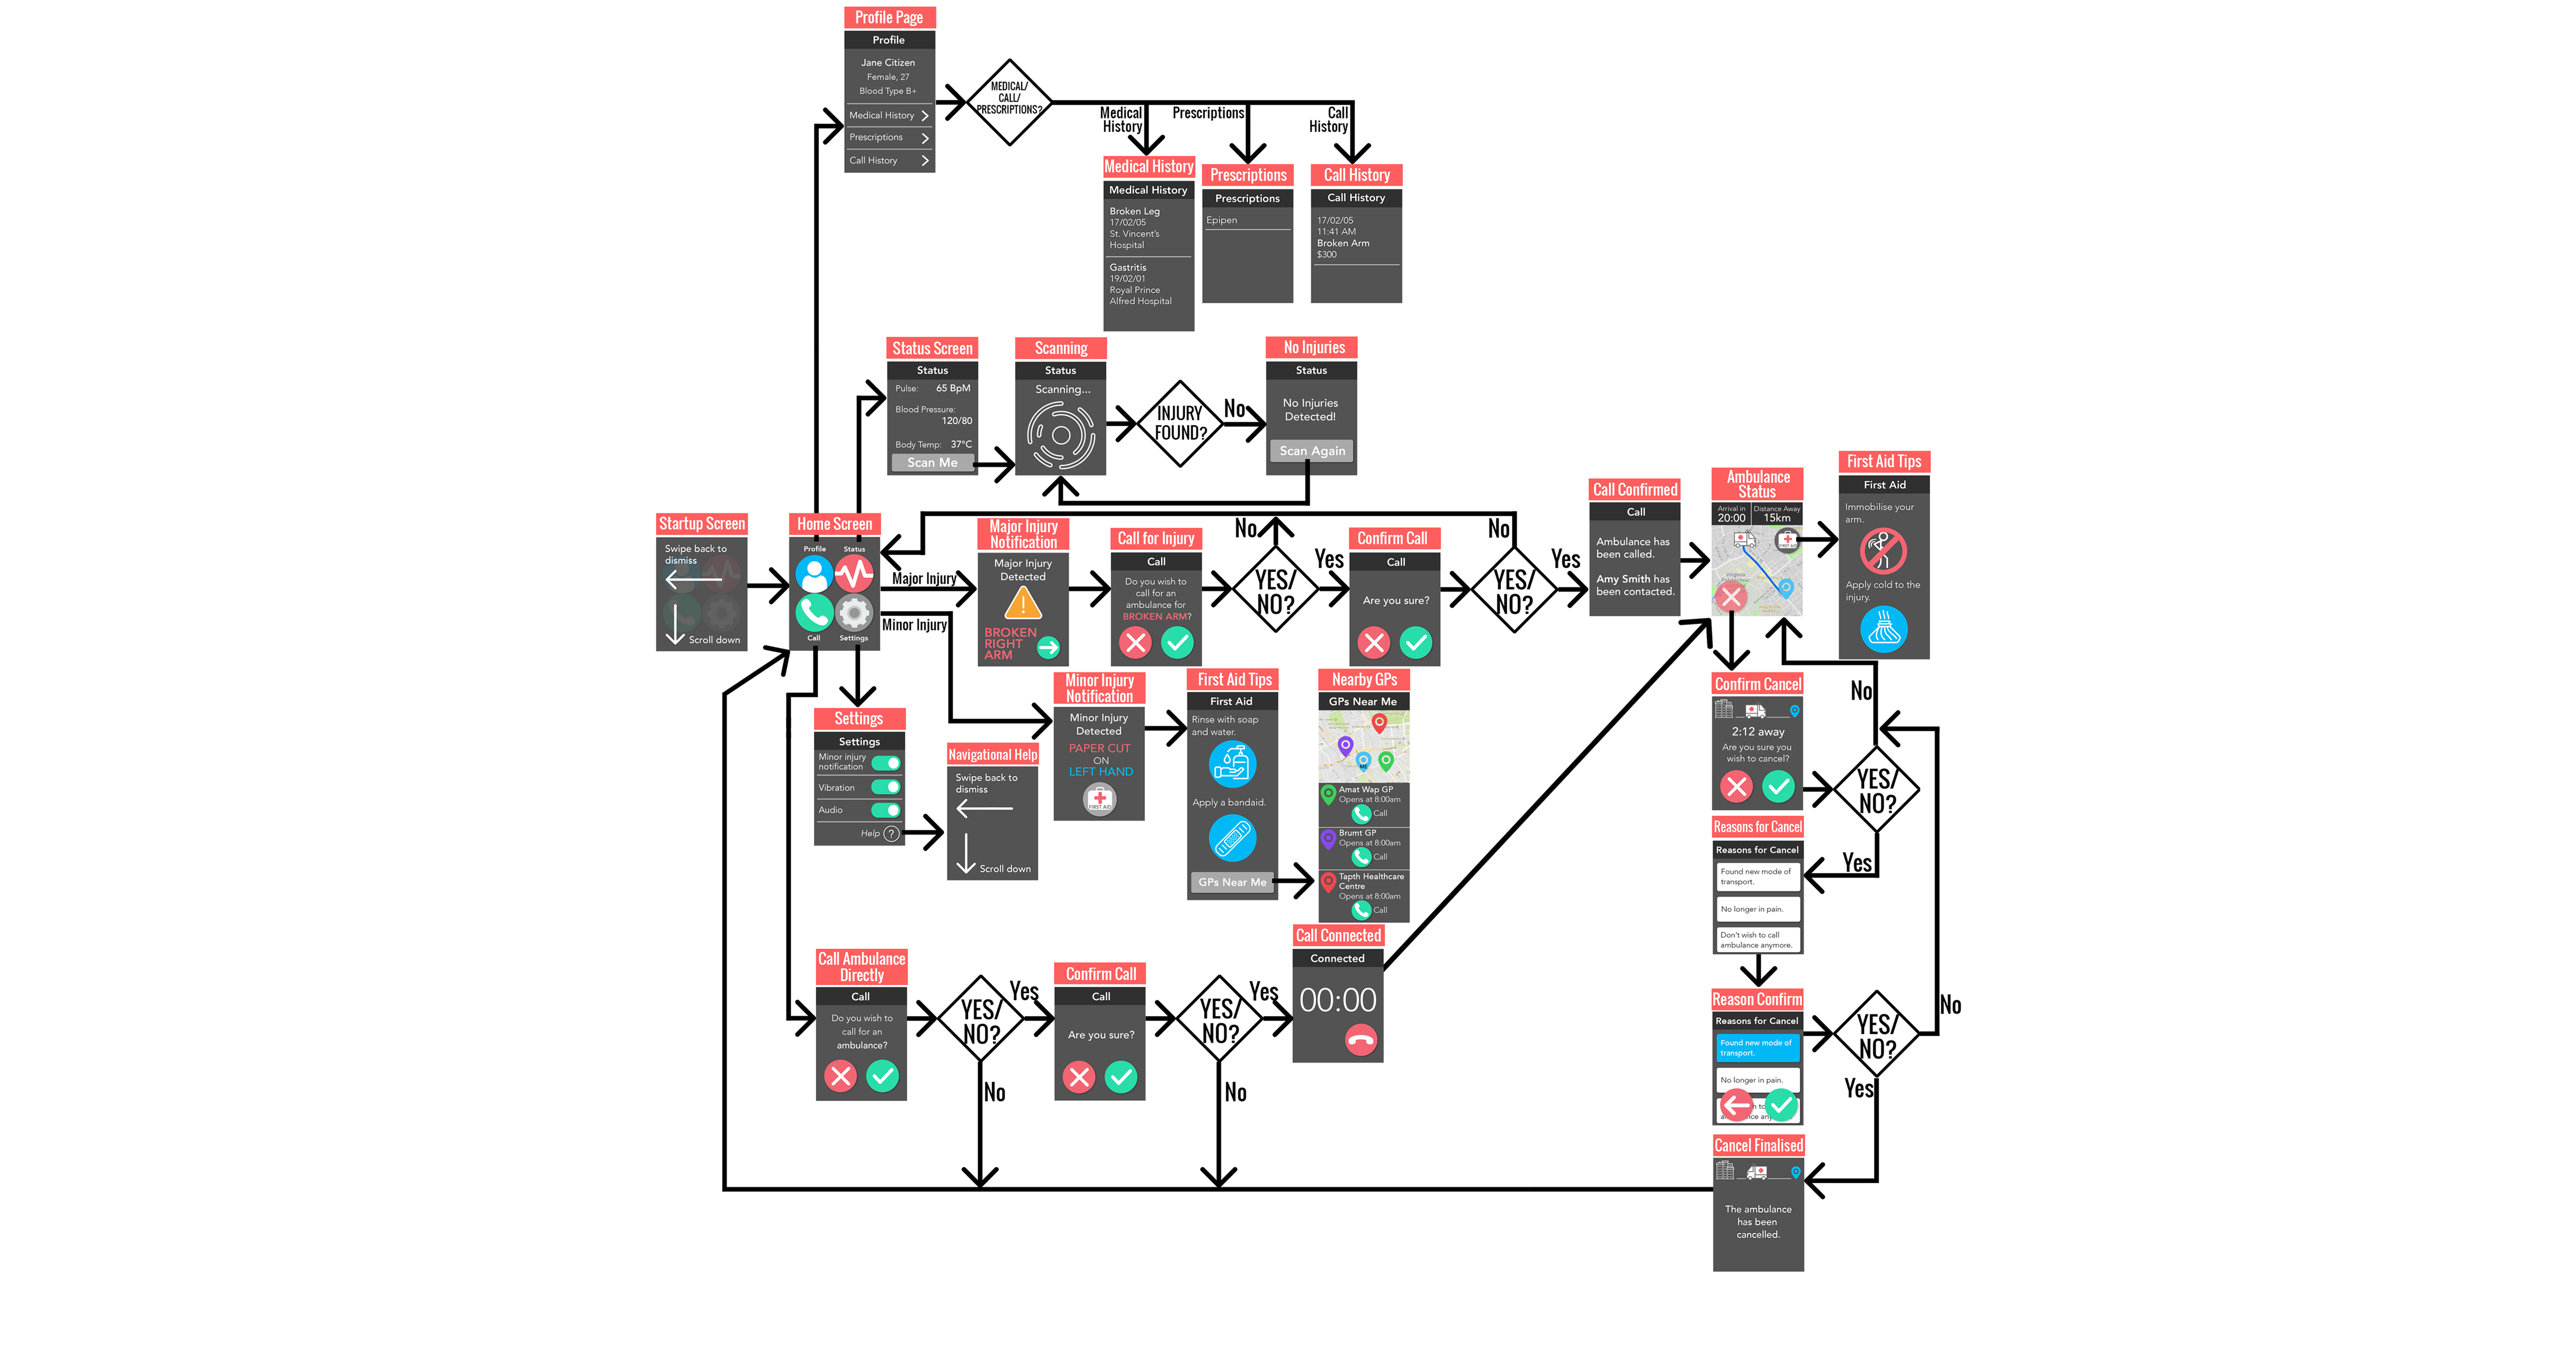 Profile Page
Profile
Jane Citizen
Female, 27
Blood Type B+
Medical History
Prescriptions
Call History
MEDICAL/
CALL/
PRESCRIPTIONS?
Medical
History
Prescriptions
Call
History
Medical History
Medical History
Broken Leg
17/02/05
St. Vincent's
Hospital
Gastritis
19/02/01
Royal Prince
Alfred Hospital
Prescriptions
Prescriptions
Epipen
Call History
Call History
17/02/05
11:41 AM
Broken Arm
$300
Status Screen
Status
Pulse: 65 BpM
Blood Pressure:
120/80
Body Temp: 37°C
Scan Me
Scanning
Status
Scanning...
INJURY
FOUND?
No
No Injuries
Status
No Injuries
Detected!
Scan Again
Startup Screen
Swipe back to
dismiss
Scroll down
Home Screen
Profile Status
Call Settings
Major Injury
Minor Injury
Major Injury
Notification
Major Injury
Detected
!
BROKEN
RIGHT
ARM
Call for Injury
Call
Do you wish to
call for an
ambulance for
BROKEN ARM?
YES/
NO?
No
Yes
Confirm Call
Call
Are you sure?
YES/
NO?
No
Yes
Call Confirmed
Call
Ambulance has
been called.
Amy Smith has
been contacted.
Ambulance
Status
Arrival in
20:00
Distance Away
15km
FIRST AID
First Aid Tips
First Aid
Immobilise your
arm.
Apply cold to the
injury.
Settings
Settings
Minor injury
notification
Vibration
Audio
Help ?
Navigational Help
Swipe back to
dismiss
Scroll down
Minor Injury
Notification
Minor Injury
Detected
PAPER CUT
ON
LEFT HAND
FIRST AID
First Aid Tips
First Aid
Rinse with soap
and water.
Apply a bandaid.
GPs Near Me
Nearby GPs
GPs Near Me
ME
Amat Wap GP
Opens at 8:00am
Call
Brumt GP
Opens at 8:00am
Call
Tapth Healthcare
Centre
Opens at 8:00am
Call
Confirm Cancel
2:12 away
Are you sure you
wish to cancel?
YES/
NO?
No
Yes
Reasons for Cancel
Reasons for Cancel
Found new mode of
transport.
No longer in pain.
Don't wish to call
ambulance anymore.
Reason Confirm
Reasons for Cancel
Found new mode of
transport.
No longer in pain.
YES/
NO?
No
Yes
Cancel Finalised
The ambulance
has been
cancelled.
Call Ambulance
Directly
Call
Do you wish to
call for an
ambulance?
YES/
NO?
Yes
No
Confirm Call
Call
Are you sure?
YES/
NO?
Yes
No
Call Connected
Connected
00:00